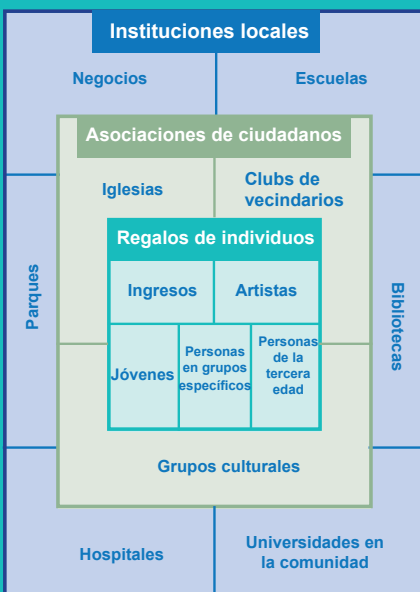 Instituciones locales
Negocios
Escuelas
Asociaciones de ciudadanos
Iglesias
Clubs de
vecindarios
Regalos de individuos
Ingresos
Artistas
Parques
Bibliotecas
Jóvenes
Personas
en grupos
específicos
Personas
de la
tercera
edad
Grupos culturales
Hospitales
Universidades en
la comunidad